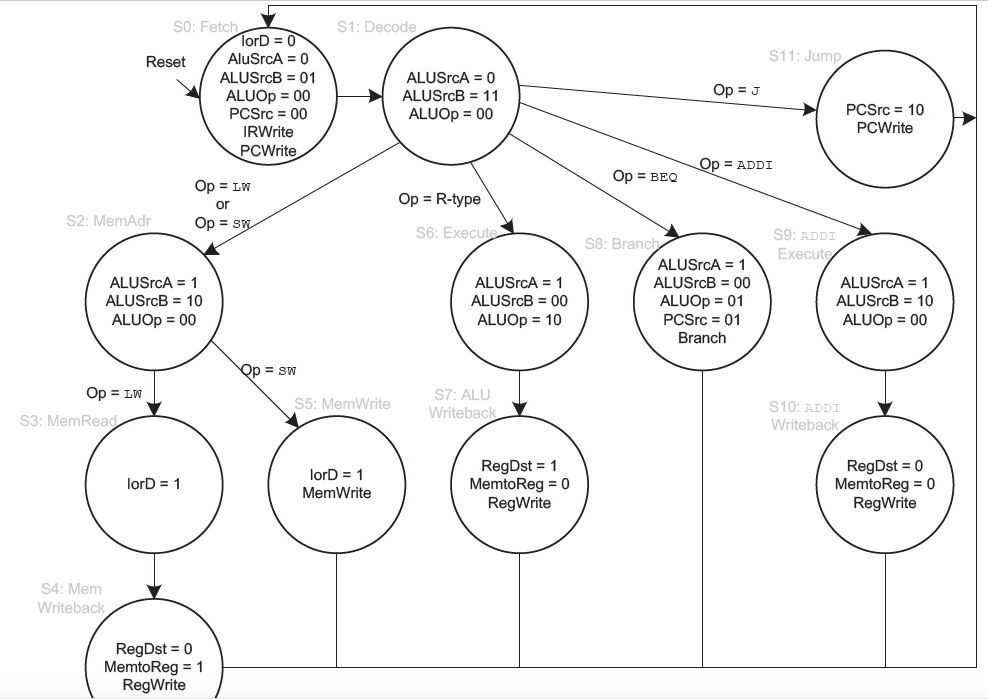 S0: Fetch
IorD = 0
AluSrcA = 0
ALUSrcB = 01
ALUOp = 00
PCSrc = 00
IRWrite
PCWrite
Reset
S1: Decode
ALUSrcA = 0
ALUSrcB = 11
ALUOp = 00
S11: Jump
PCSrc = 10
PCWrite
Op = J
Op = ADDI
Op = BEQ
Op = R-type
Op = LW
or
Op = SW
S2: MemAdr
ALUSrcA = 1
ALUSrcB = 10
ALUOp = 00
S6: Execute
ALUSrcA = 1
ALUSrcB = 00
ALUOp = 10
S8: Branch
ALUSrcA = 1
ALUSrcB = 00
ALUOp = 01
PCSrc = 01
Branch
S9: ADDI
Execute
ALUSrcA = 1
ALUSrcB = 10
ALUOp = 00
Op = LW
Op = SW
S3: MemRead
IorD = 1
S5: MemWrite
IorD = 1
MemWrite
S7: ALU
Writeback
RegDst = 1
MemtoReg = 0
RegWrite
S10: ADDI
Writeback
RegDst = 0
MemtoReg = 0
RegWrite
S4: Mem
Writeback
RegDst = 0
MemtoReg = 1
RegWrite